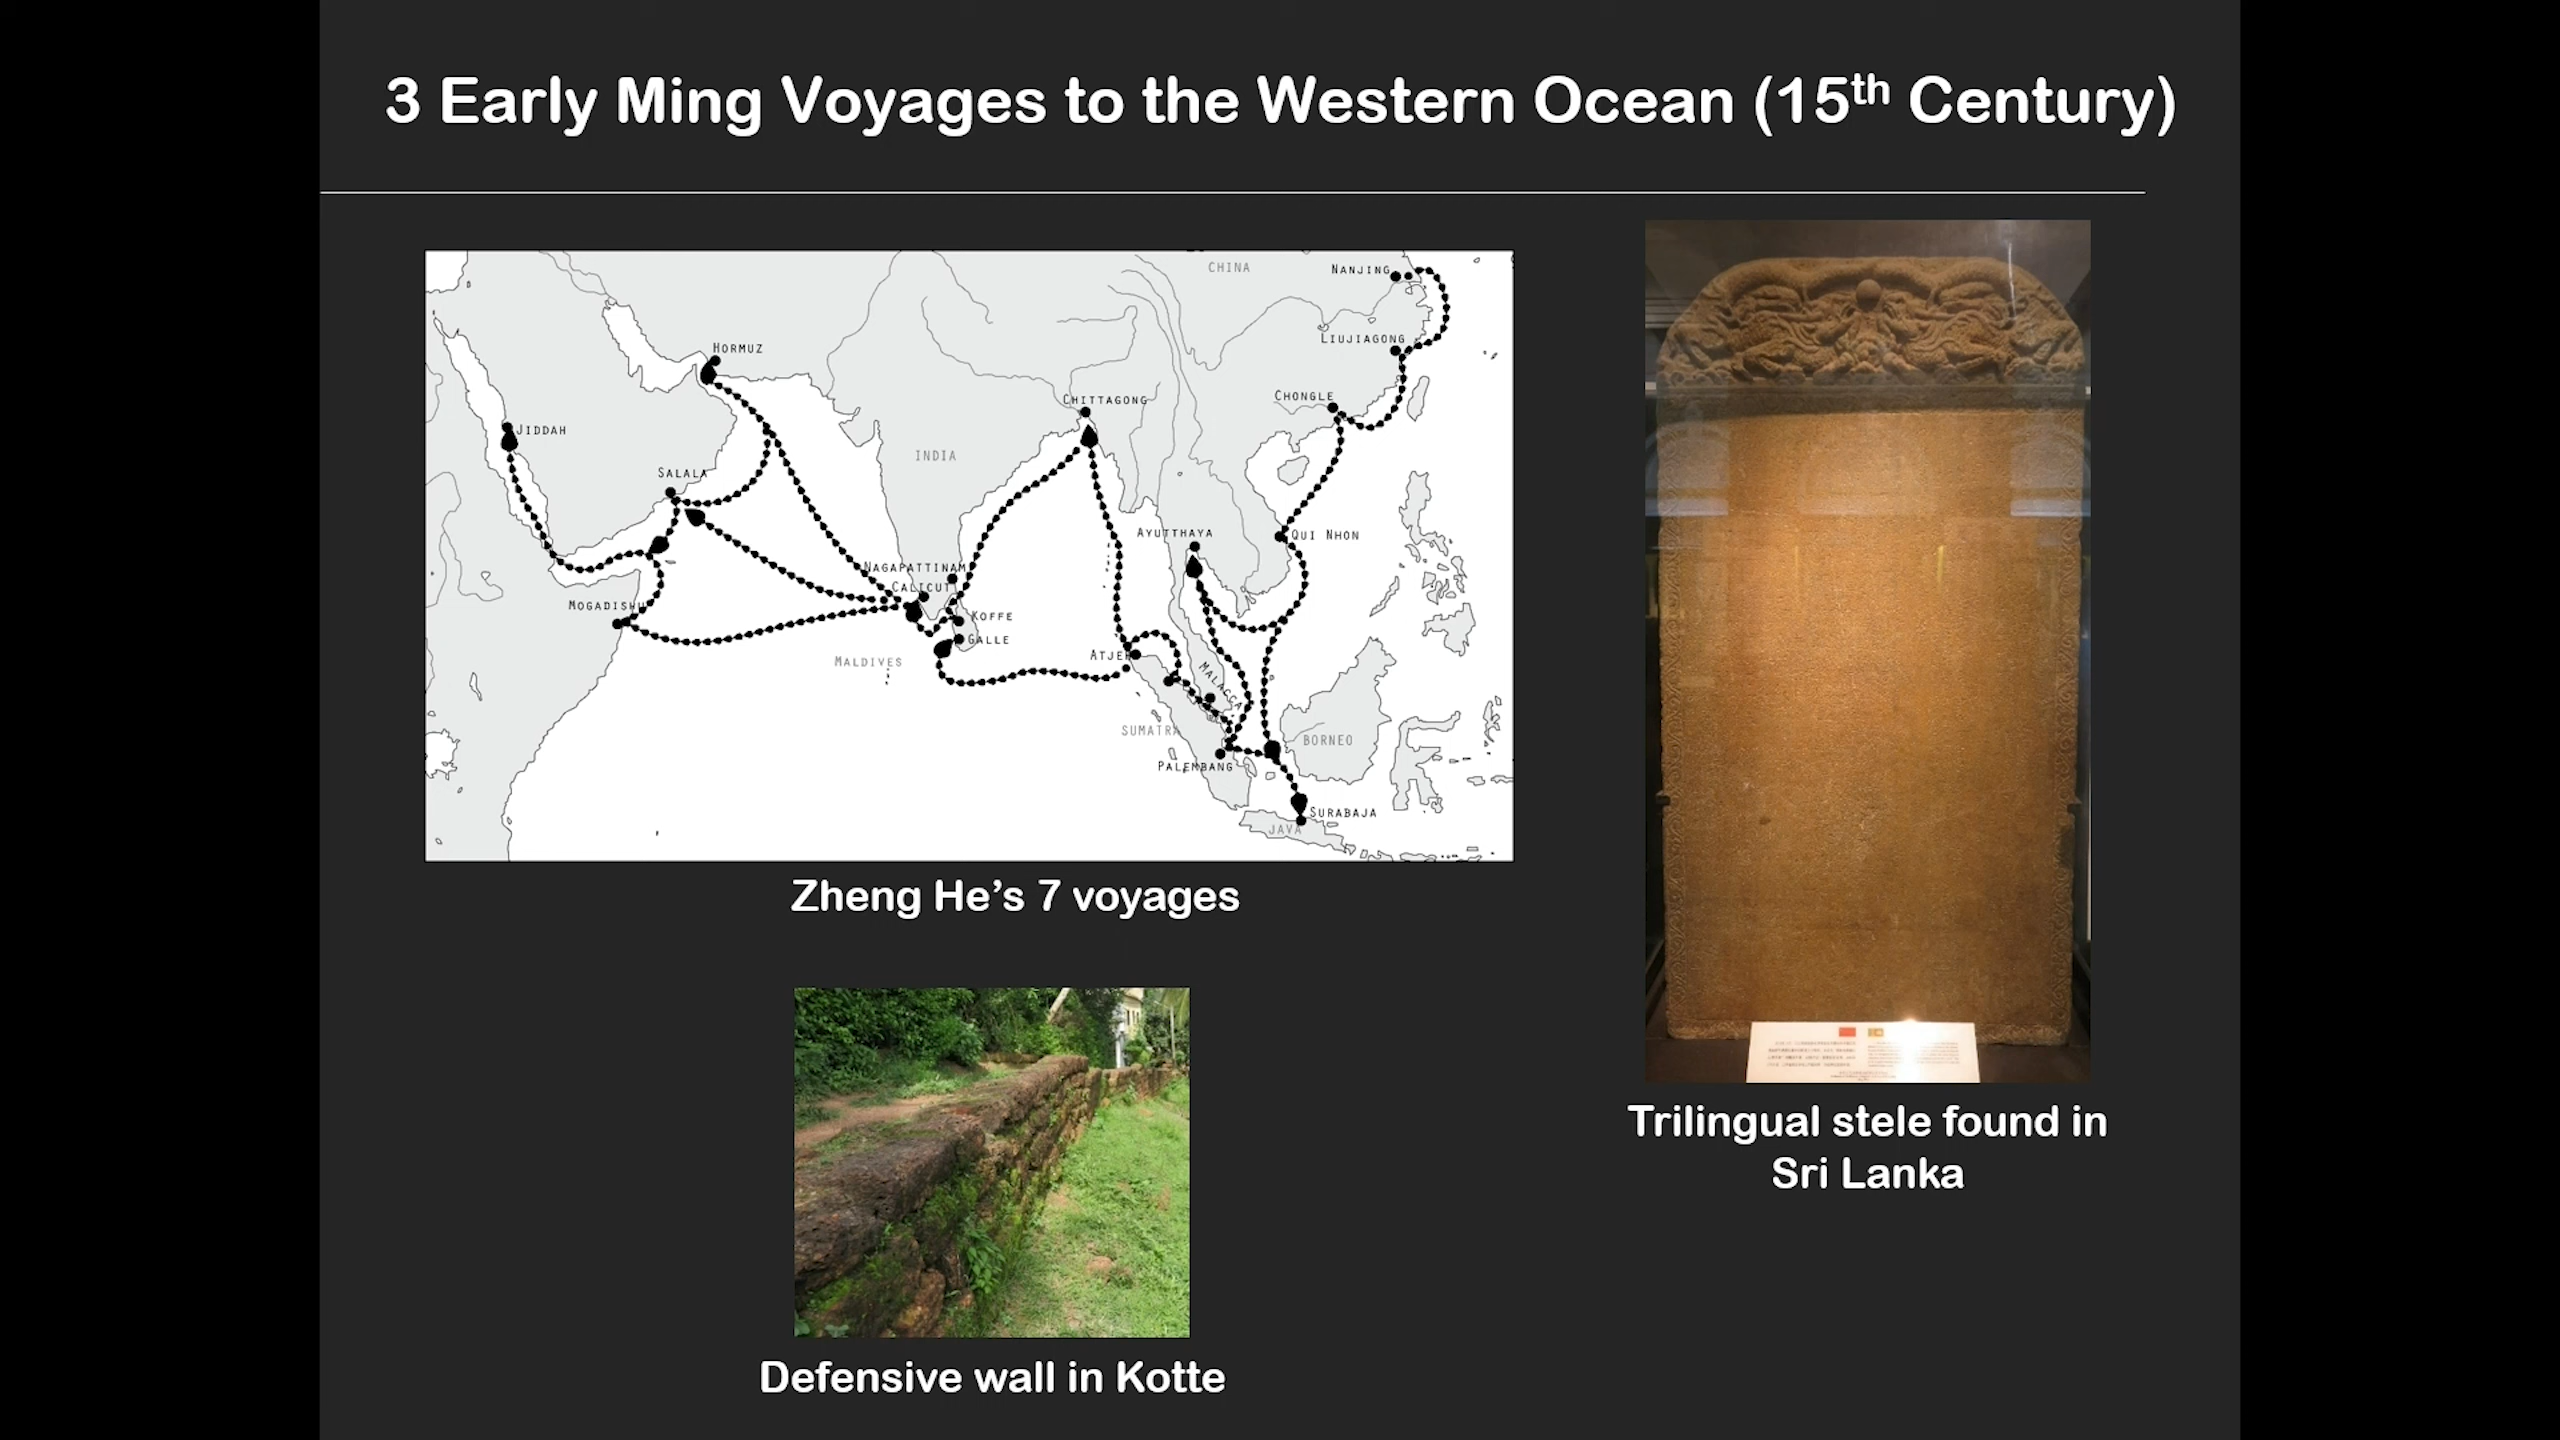 3 Early Ming Voyages to the Western Ocean (15th Century)
CHINA
NANJING
LIUJIAGONG
HORMUZ
CHONGLE
CHITTAGONG
JIDDAH
INDIA
SALALA
AYUTTHAYA
QUI NHON
NAGAPATTINAM
CALICUT
MOGADISHU
KOFFE
GALLE
MALDIVES
ATJEH
MALACCA
SUMATRA
BORNEO
PALEMBANG
SURABAJA
JAVA
Zheng He’s 7 voyages
Trilingual stele found in
Sri Lanka
Defensive wall in Kotte